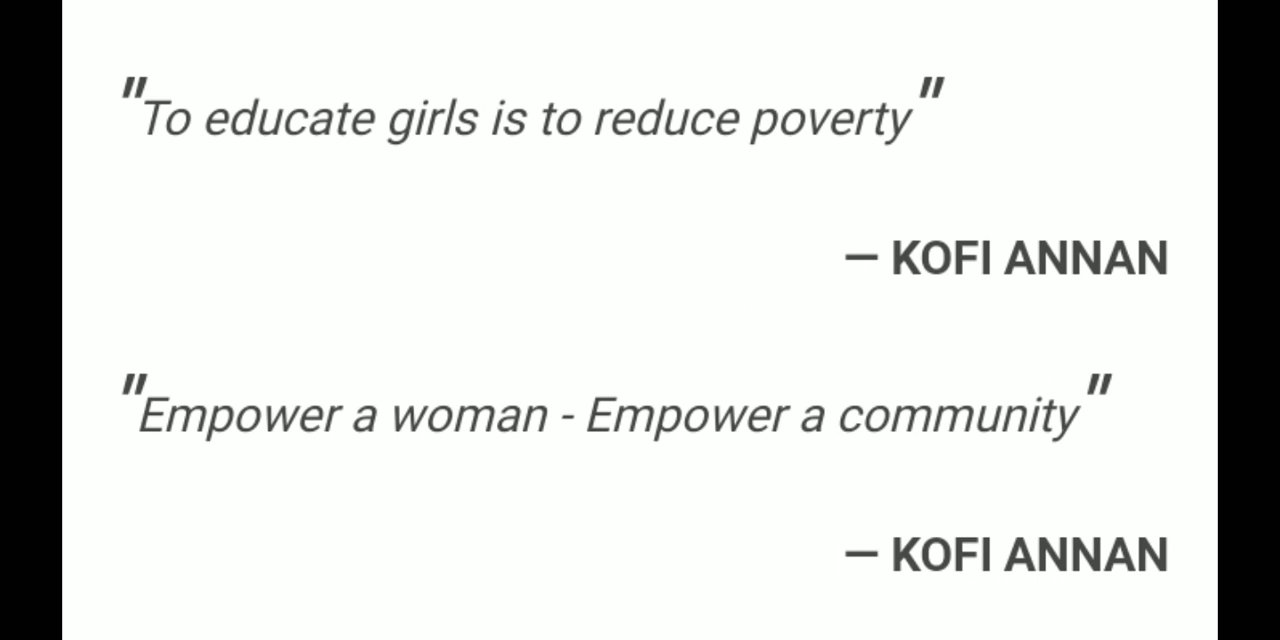 "To educate girls is to reduce poverty"
— KOFI ANNAN
"Empower a woman - Empower a community"
— KOFI ANNAN